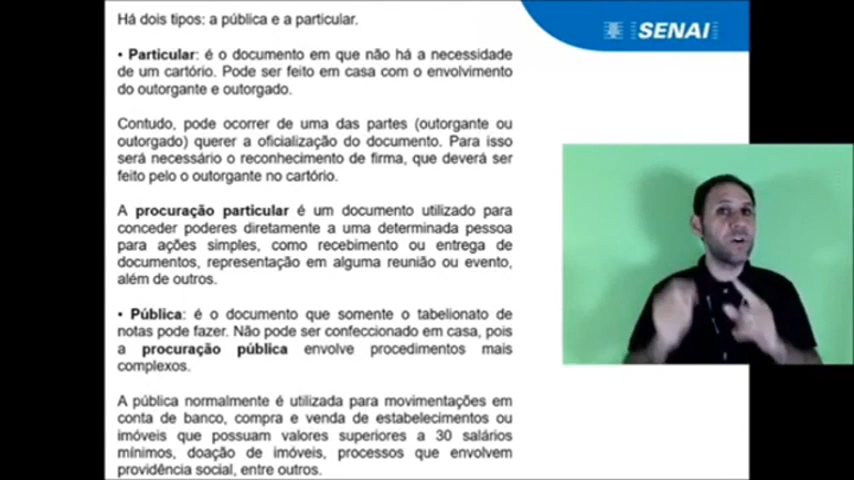 Há dois tipos: a pública e a particular.
SENAI
• Particular: é o documento em que não há a necessidade
de um cartório. Pode ser feito em casa com o envolvimento
do outorgante e outorgado.
Contudo, pode ocorrer de uma das partes (outorgante ou
outorgado) querer a oficialização do documento. Para isso
será necessário o reconhecimento de firma, que deverá ser
feito pelo o outorgante no cartório.
A procuração particular é um documento utilizado para
conceder poderes diretamente a uma determinada pessoa
para ações simples, como recebimento ou entrega de
documentos, representação em alguma reunião ou evento,
além de outros.
• Pública: é o documento que somente o tabelionato de
notas pode fazer. Não pode ser confeccionado em casa, pois
a procuração pública envolve procedimentos mais
complexos.
A pública normalmente é utilizada para movimentações em
conta de banco, compra e venda de estabelecimentos ou
imóveis que possuam valores superiores a 30 salários
mínimos, doação de imóveis, processos que envolvem
providência social, entre outros.